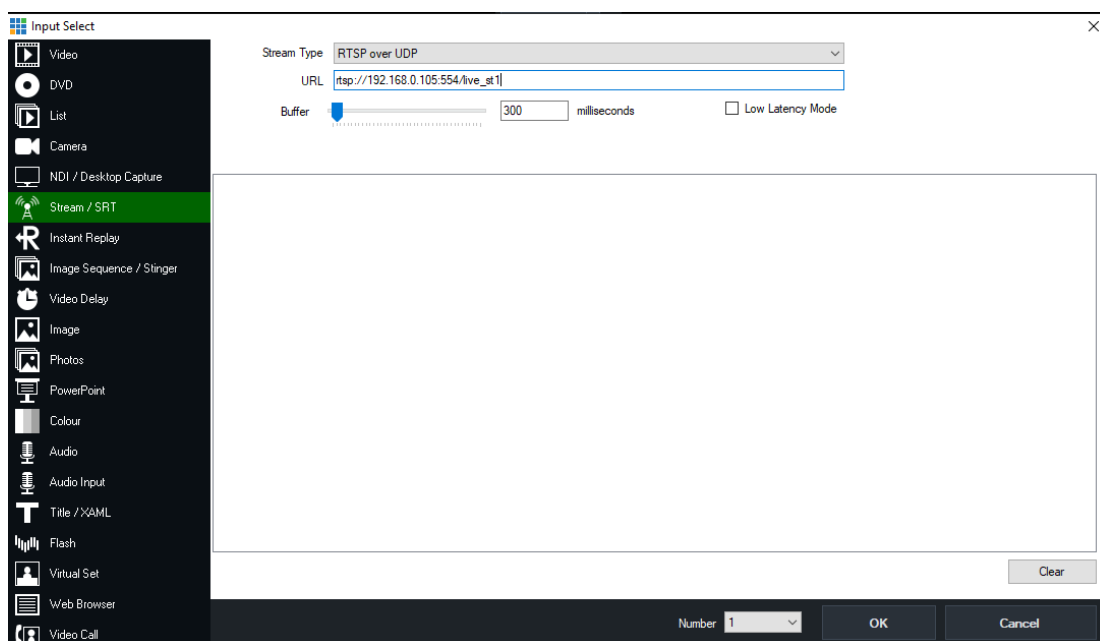 Input Select
Video
DVD
List
Camera
NDI / Desktop Capture
Stream / SRT
Instant Replay
Image Sequence / Stinger
Video Delay
Image
Photos
PowerPoint
Colour
Audio
Audio Input
Title / XAML
Flash
Virtual Set
Web Browser
Video Call
Stream Type RTSP over UDP
URL rtsp://192.168.0.105:554/live_st1
Buffer 300 milliseconds Low Latency Mode
Clear
Number 1 OK Cancel